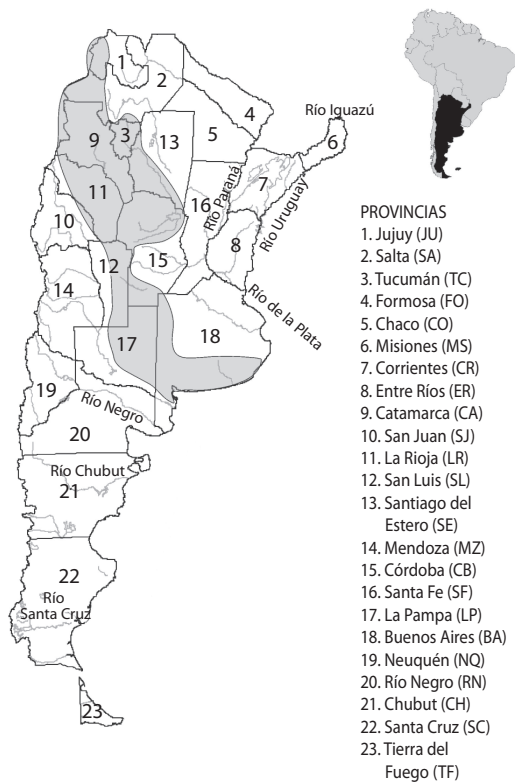 1
2
4
Río Iguazú
9
3
13
5
6
11
16
Río Paraná
7
Río Uruguay
10
12
15
8
14
Río de la Plata
17
18
19
Río Negro
20
Río Chubut
21
22
Río
Santa Cruz
23
PROVINCIAS
1. Jujuy (JU)
2. Salta (SA)
3. Tucumán (TC)
4. Formosa (FO)
5. Chaco (CO)
6. Misiones (MS)
7. Corrientes (CR)
8. Entre Ríos (ER)
9. Catamarca (CA)
10. San Juan (SJ)
11. La Rioja (LR)
12. San Luis (SL)
13. Santiago del
Estero (SE)
14. Mendoza (MZ)
15. Córdoba (CB)
16. Santa Fe (SF)
17. La Pampa (LP)
18. Buenos Aires (BA)
19. Neuquén (NQ)
20. Río Negro (RN)
21. Chubut (CH)
22. Santa Cruz (SC)
23. Tierra del
Fuego (TF)